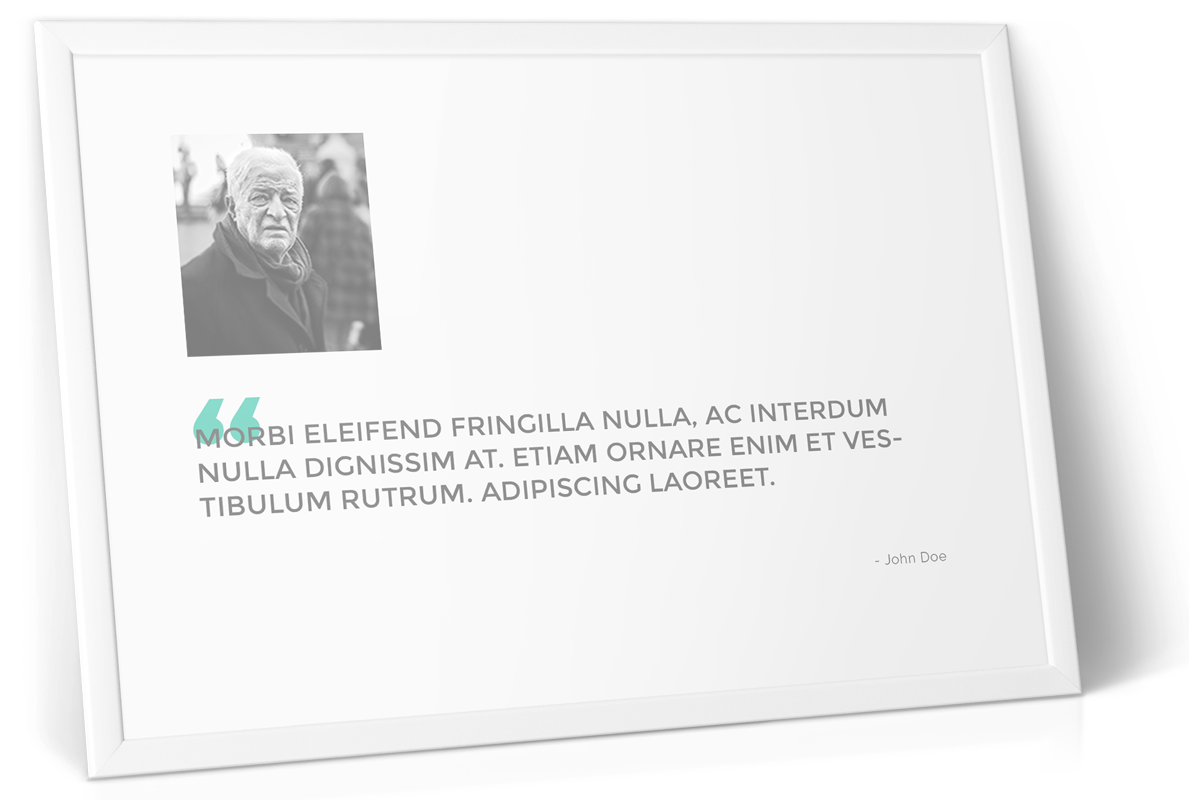 “
MORBI ELEIFEND FRINGILLA NULLA, AC INTERDUM
NULLA DIGNISSIM AT. ETIAM ORNARE ENIM ET VES-
TIBULUM RUTRUM. ADIPISCING LAOREET.
- John Doe